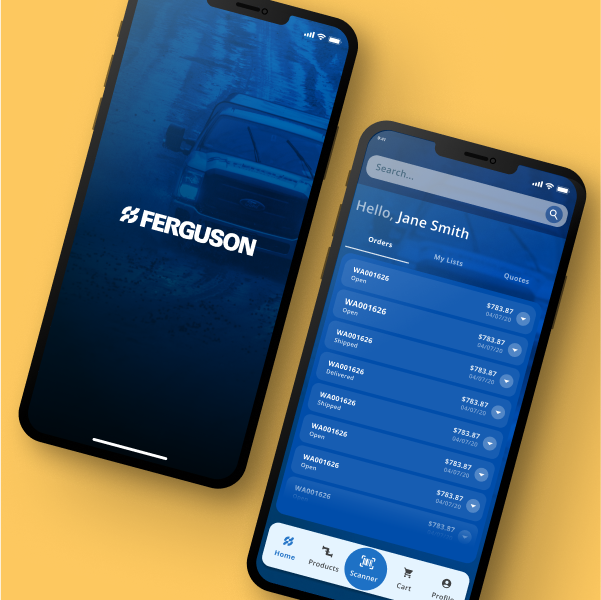 FERGUSON
9:41
Search...
Hello, Jane Smith
Orders
My Lists
Quotes
WA001626
Open
$783.87
04/07/20
WA001626
Open
$783.87
04/07/20
WA001626
Shipped
$783.87
04/07/20
WA001626
Delivered
$783.87
04/07/20
WA001626
Shipped
$783.87
04/07/20
WA001626
Open
$783.87
04/07/20
WA001626
Open
$783.87
04/07/20
WA001626
$783.87
Home
Products
Scanner
Cart
Profile